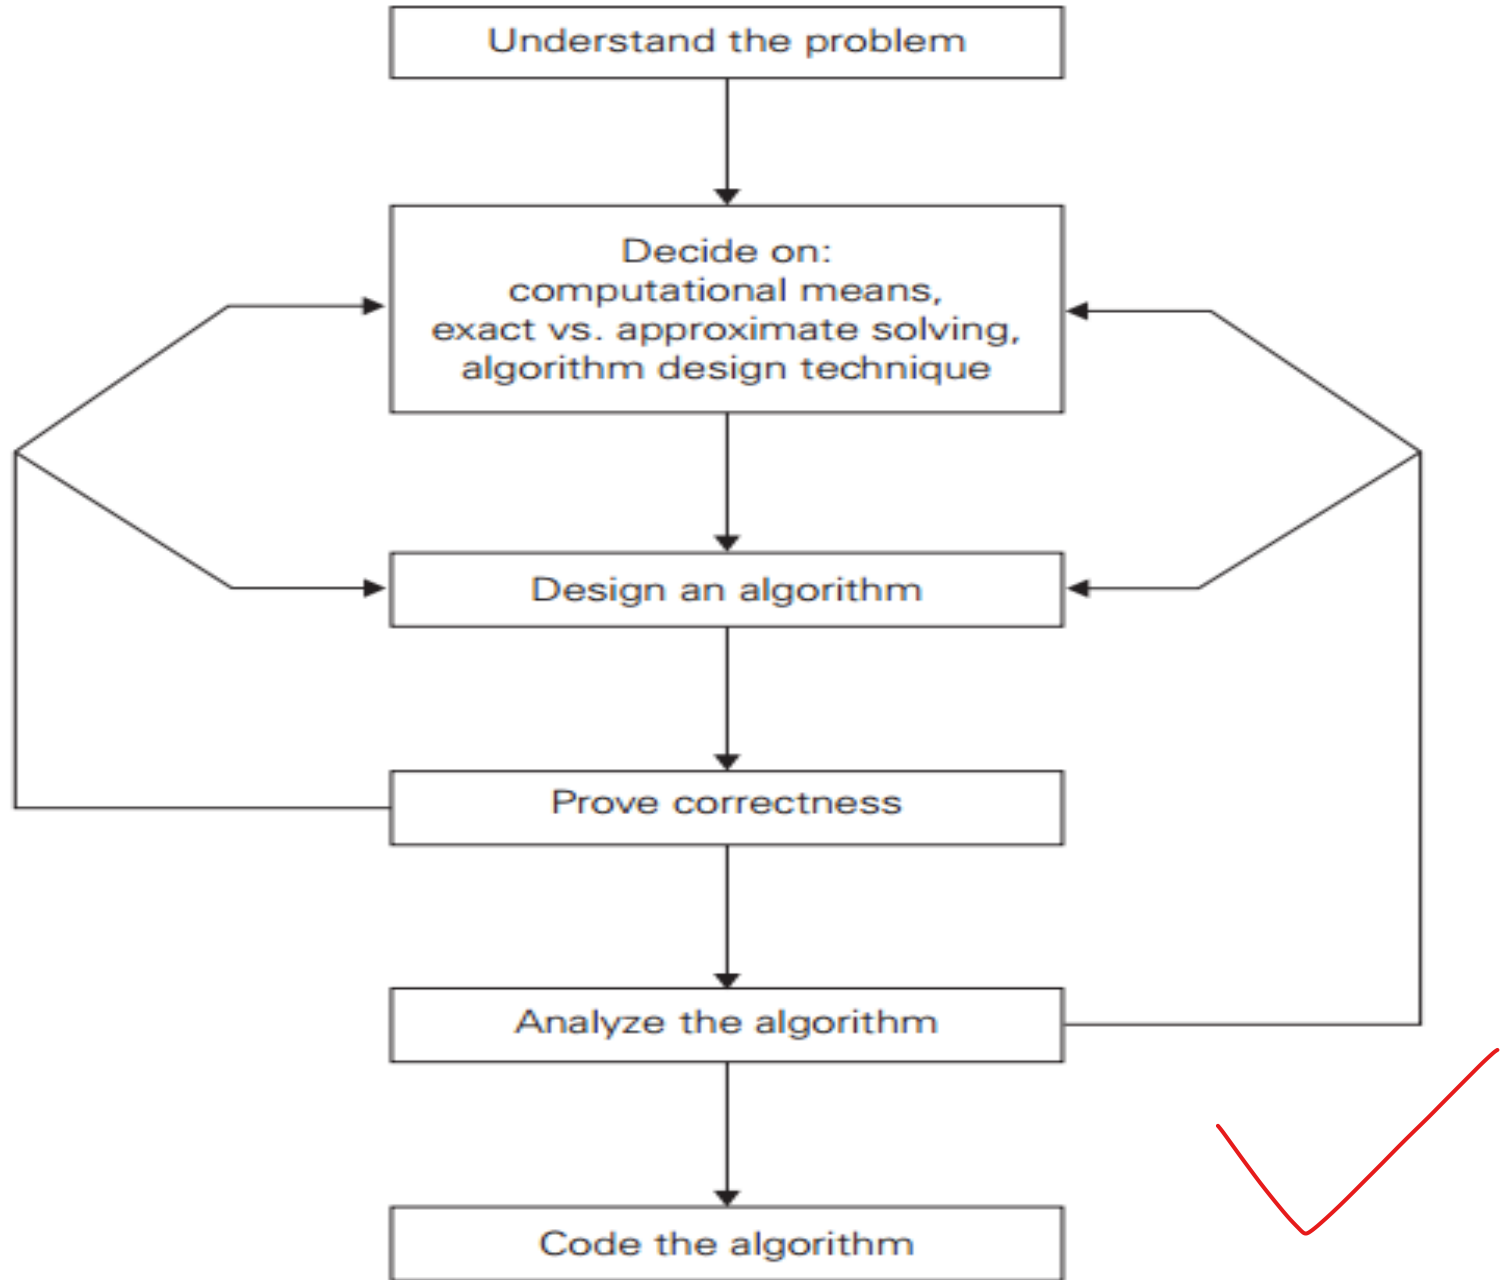 Understand the problem
Decide on:
computational means,
exact vs. approximate solving,
algorithm design technique
Design an algorithm
Prove correctness
Analyze the algorithm
Code the algorithm